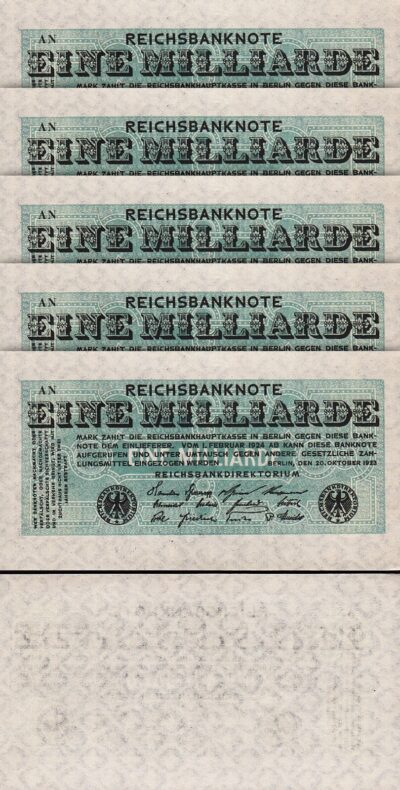 AN REICHSBANKNOTE
EINE MILLIARDE
MARK ZAHLT DIE REICHSBANKHAUPTKASSE IN BERLIN GEGEN DIESE BANK-
AN REICHSBANKNOTE
EINE MILLIARDE
MARK ZAHLT DIE REICHSBANKHAUPTKASSE IN BERLIN GEGEN DIESE BANK-
AN REICHSBANKNOTE
EINE MILLIARDE
MARK ZAHLT DIE REICHSBANKHAUPTKASSE IN BERLIN GEGEN DIESE BANK-
AN REICHSBANKNOTE
EINE MILLIARDE
MARK ZAHLT DIE REICHSBANKHAUPTKASSE IN BERLIN GEGEN DIESE BANK-
REICHSBANKNOTE
EINE MILLIARDE
MARK ZAHLT DIE REICHSBANKHAUPTKASSE IN BERLIN GEGEN DIESE BANK-
NOTE DEM EINLIEFERER. VOM 1. FEBRUAR 1924 AB KANN DIESE BANKNOTE
AUFGERUFEN UND UNTER UMTAUSCH GEGEN ANDERE GESETZLICHE ZAH-
LUNGSMITTEL EINGEZOGEN WERDEN
BERLIN, DEN 20. OKTOBER 1923
REICHSBANKDIREKTORIUM